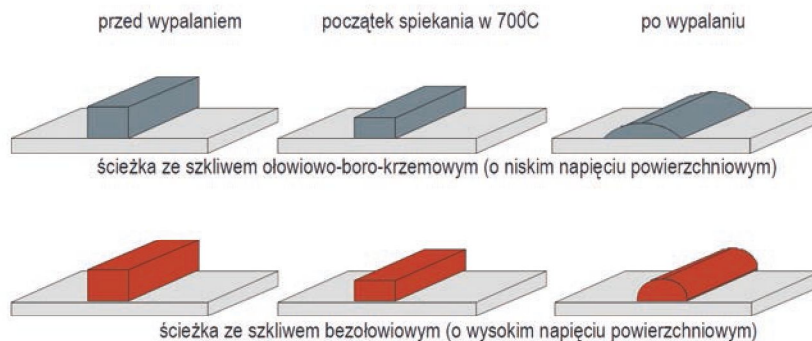 przed wypalaniem
początek spiekania w 700°C
po wypalaniu
ścieżka ze szkliwem ołowiowo-boro-krzemowym (o niskim napięciu powierzchniowym)
ścieżka ze szkliwem bezołowiowym (o wysokim napięciu powierzchniowym)